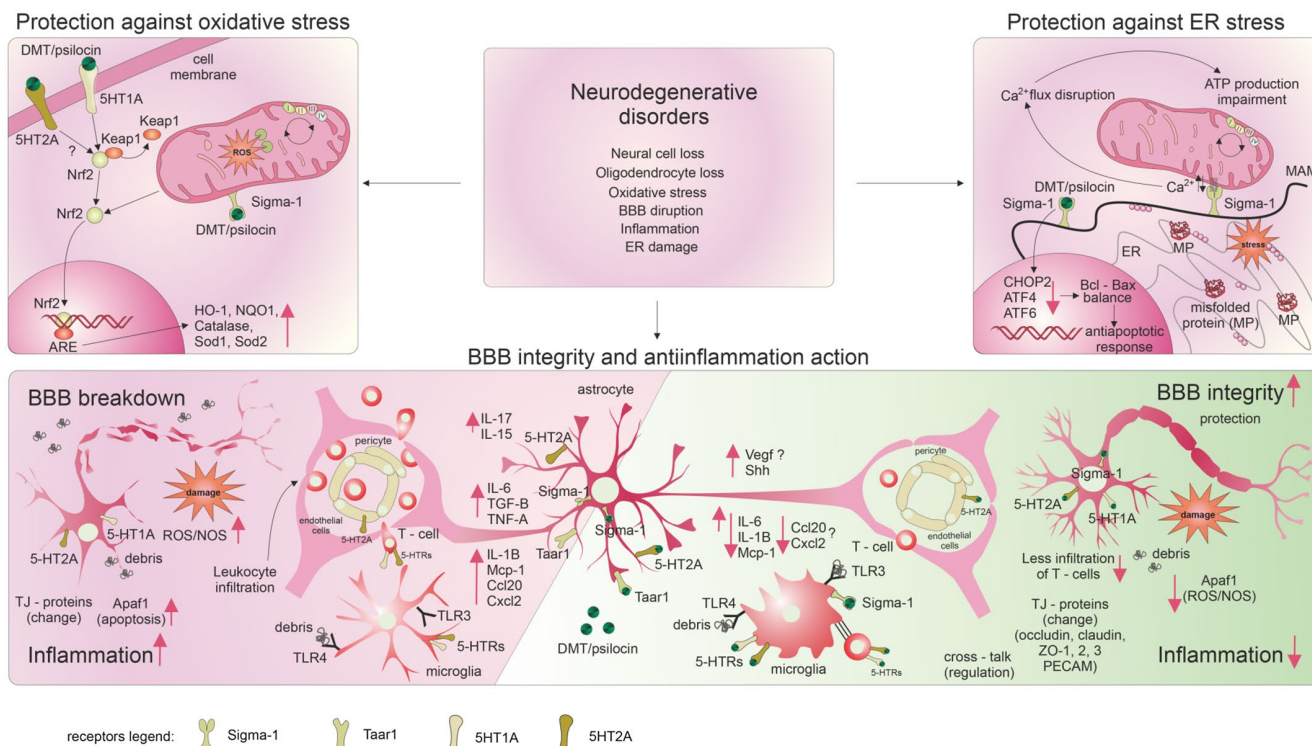 Protection against oxidative stress
DMT/psilocin
cell
membrane
5HT1A
5HT2A
?
Keap1
Keap1
Nrf2
Nrf2
ROS
I
II
III
IV
Sigma-1
DMT/psilocin
Nrf2
ARE
HO-1, NQO1,
Catalase,
Sod1, Sod2
Neurodegenerative
disorders
Neural cell loss
Oligodendrocyte loss
Oxidative stress
BBB diruption
Inflammation
ER damage
Protection against ER stress
Ca2+ flux disruption
ATP production
impairment
I
II
III
IV
Ca2+
DMT/psilocin
Sigma-1
Sigma-1
MAM
ER
MP
stress
misfolded
protein (MP)
MP
CHOP2
ATF4
ATF6
Bcl - Bax
balance
antiapoptotic
response
BBB integrity and antiinflammation action
BBB breakdown
damage
ROS/NOS
5-HT1A
5-HT2A
debris
TJ - proteins
(change)
Apaf1
(apoptosis)
Inflammation
Leukocyte
infiltration
pericyte
endothelial
cells
5-HT2A
T - cell
5-HTRs
TLR3
debris
TLR4
5-HTRs
microglia
IL-17
IL-15
IL-6
TGF-B
TNF-A
IL-1B
Mcp-1
Ccl20
Cxcl2
astrocyte
5-HT2A
Sigma-1
Sigma-1
Taar1
5-HT2A
Taar1
DMT/psilocin
Vegf ?
Shh
IL-6
IL-1B
Mcp-1
Ccl20
Cxcl2
?
T - cell
TLR3
TLR4
debris
Sigma-1
5-HTRs
microglia
5-HTRs
pericyte
5-HT2A
endothelial
cells
cross - talk
(regulation)
BBB integrity
protection
Sigma-1
5-HT2A
5-HT1A
damage
Less infiltration
of T - cells
debris
Apaf1
(ROS/NOS)
TJ - proteins
(change)
(occludin, claudin,
ZO-1, 2, 3
PECAM)
Inflammation
receptors legend:
Sigma-1
Taar1
5HT1A
5HT2A